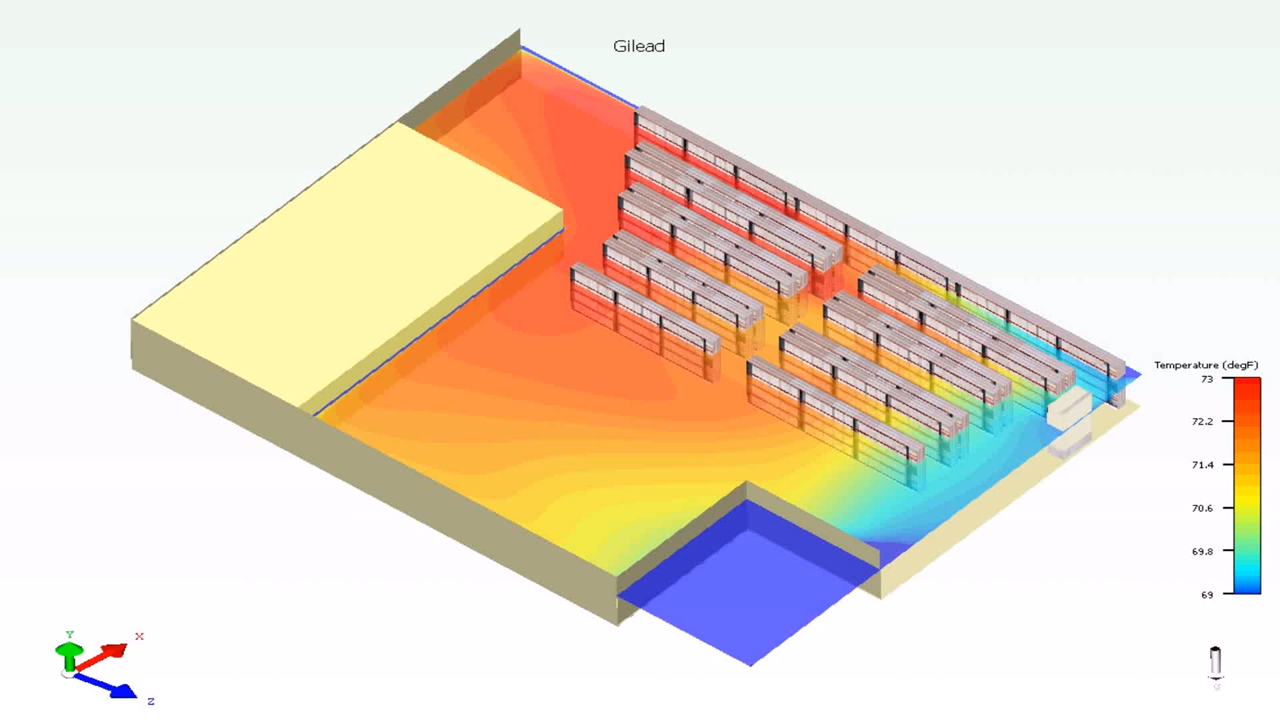 Gilead
Temperature (degF)
73
72.2
71.4
70.6
69.8
69
Y
X
Z
g